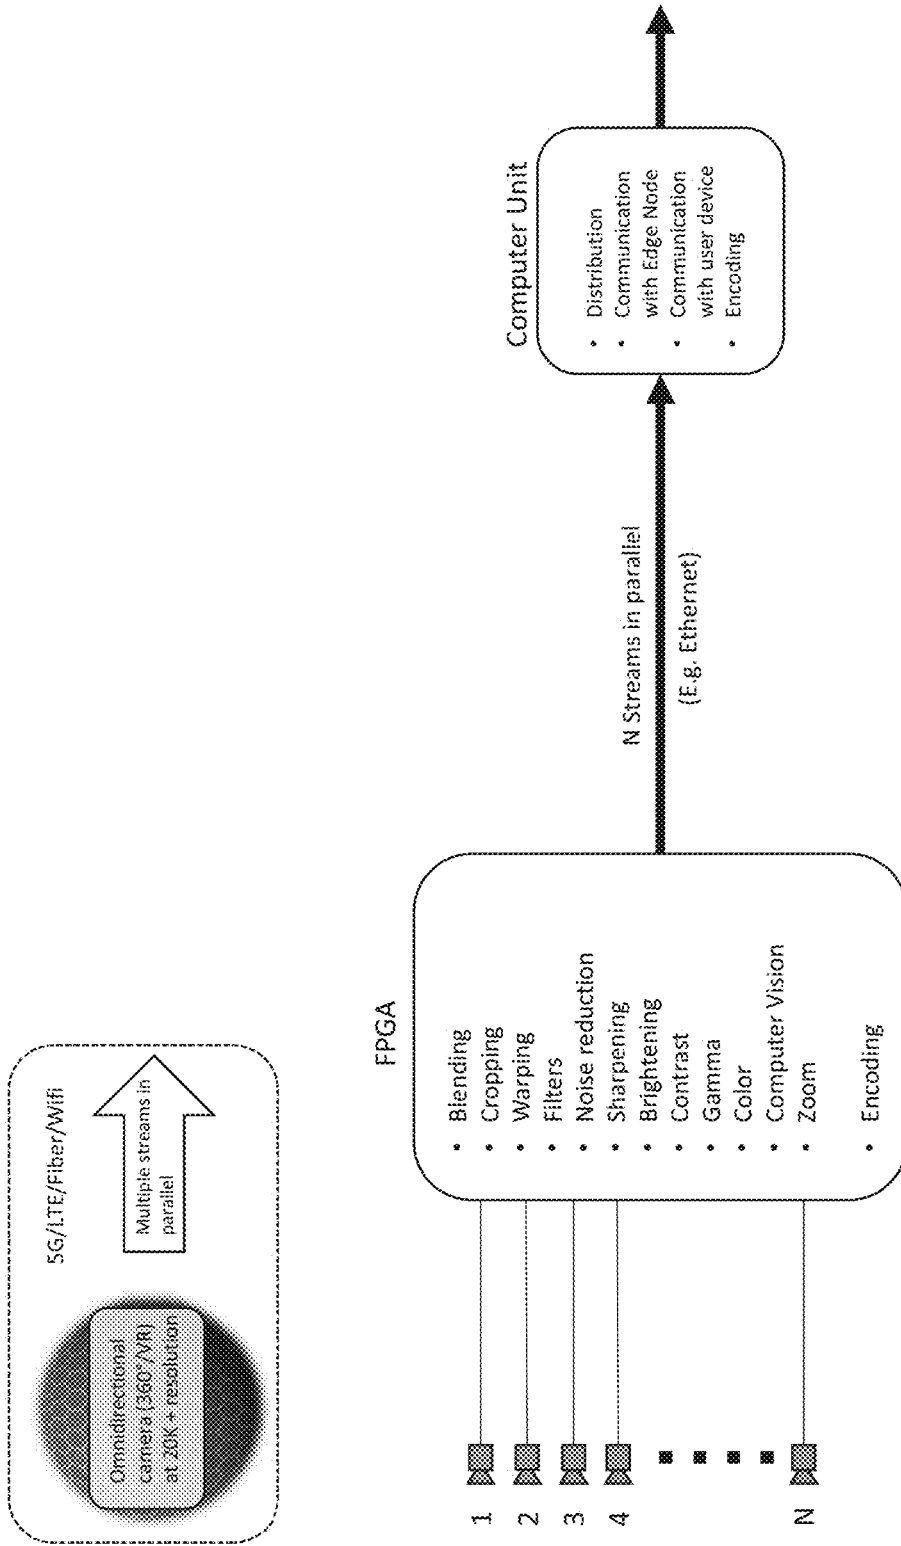 Omnidirectional
camera (360°/VR)
at 20K + resolution
5G/LTE/Fiber/Wifi
Multiple streams in
parallel
1
2
3
4
N
FPGA
• Blending
• Cropping
• Warping
• Filters
• Noise reduction
• Sharpening
• Brightening
• Contrast
• Gamma
• Color
• Computer Vision
• Zoom
• Encoding
N Streams in parallel
(E.g. Ethernet)
Computer Unit
• Distribution
• Communication
with Edge Node
• Communication
with user device
• Encoding